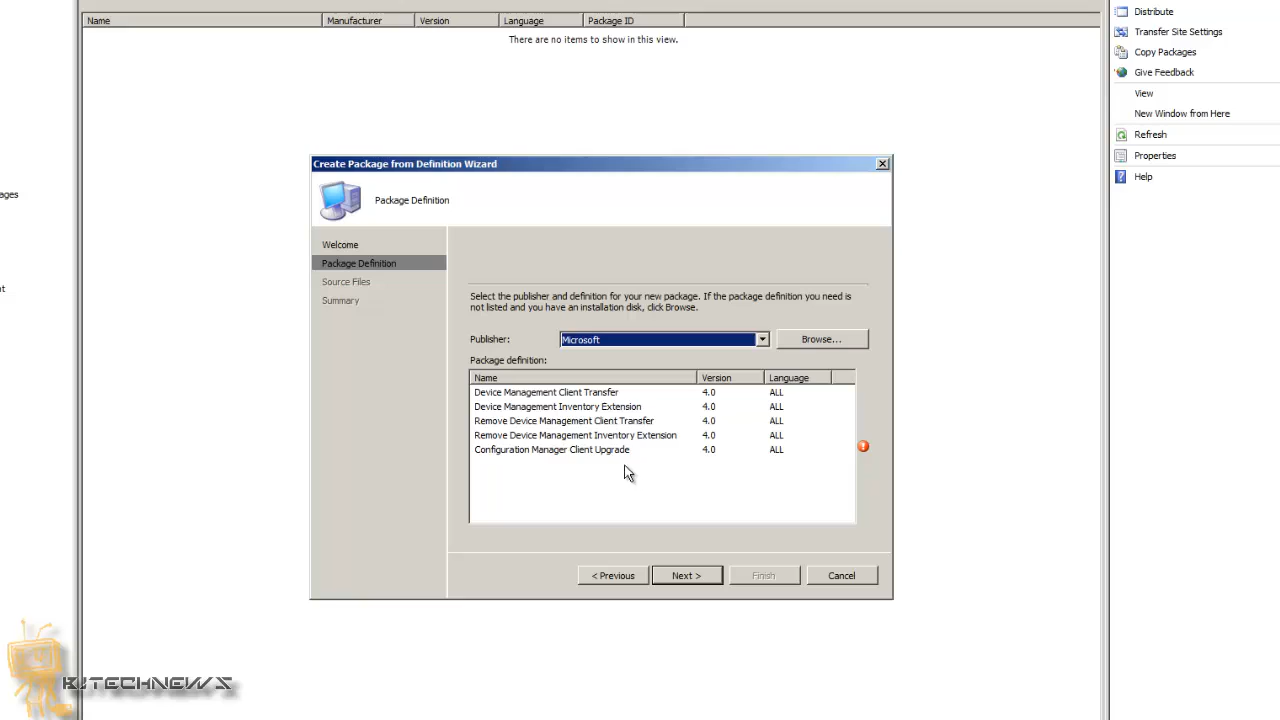 Name Manufacturer Version Language Package ID
There are no items to show in this view.
Distribute
Transfer Site Settings
Copy Packages
Give Feedback
View
New Window from Here
Refresh
Properties
Help
ages
nt
Create Package from Definition Wizard
Package Definition
Welcome
Package Definition
Source Files
Summary
Select the publisher and definition for your new package. If the package definition you need is
not listed and you have an installation disk, click Browse.
Publisher: Microsoft Browse...
Package definition:
Name Version Language
Device Management Client Transfer 4.0 ALL
Device Management Inventory Extension 4.0 ALL
Remove Device Management Client Transfer 4.0 ALL
Remove Device Management Inventory Extension 4.0 ALL
Configuration Manager Client Upgrade 4.0 ALL
< Previous Next > Finish Cancel
BJTECHNEWS